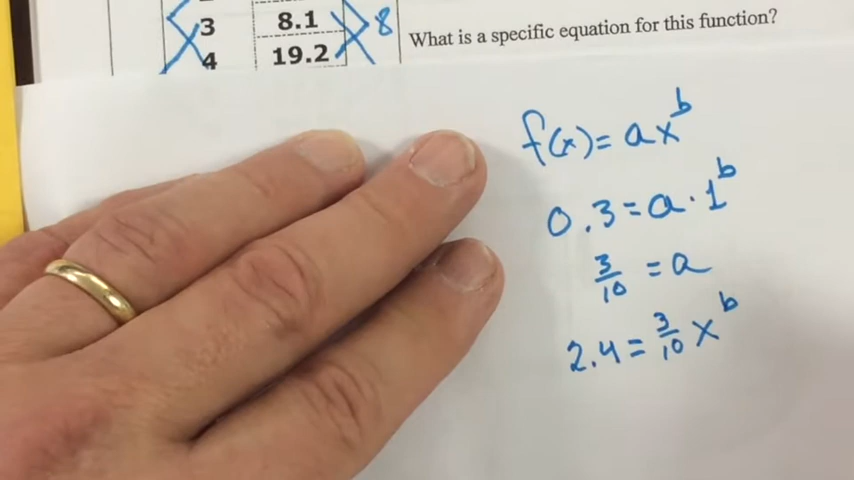 3 8.1 8
4 19.2
What is a specific equation for this function?
f(x) = ax^b
0.3 = a · 1^b
3/10 = a
2.4 = 3/10 x^b